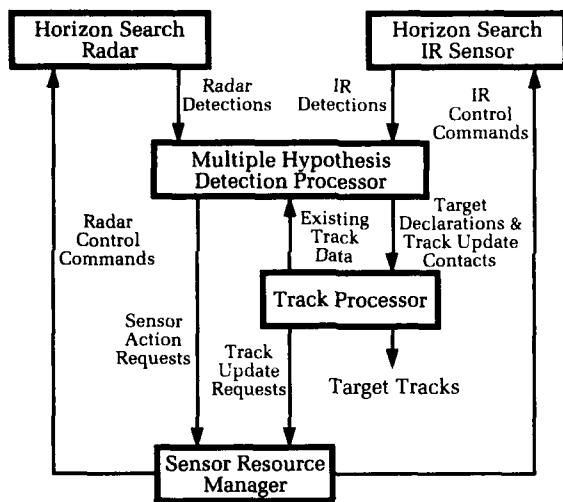 Horizon Search
Radar
Horizon Search
IR Sensor
Radar
Detections
IR
Detections
IR
Control
Commands
Multiple Hypothesis
Detection Processor
Radar
Control
Commands
Existing
Track
Data
Target
Declarations &
Track Update
Contacts
Track Processor
Sensor
Action
Requests
Track
Update
Requests
Target Tracks
Sensor Resource
Manager